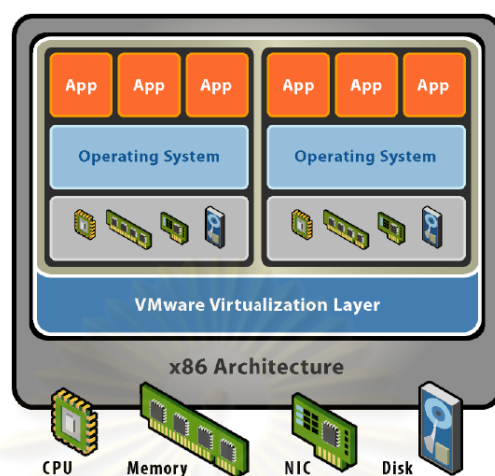 App App App App App App
Operating System Operating System
VMware Virtualization Layer
x86 Architecture
CPU Memory NIC Disk